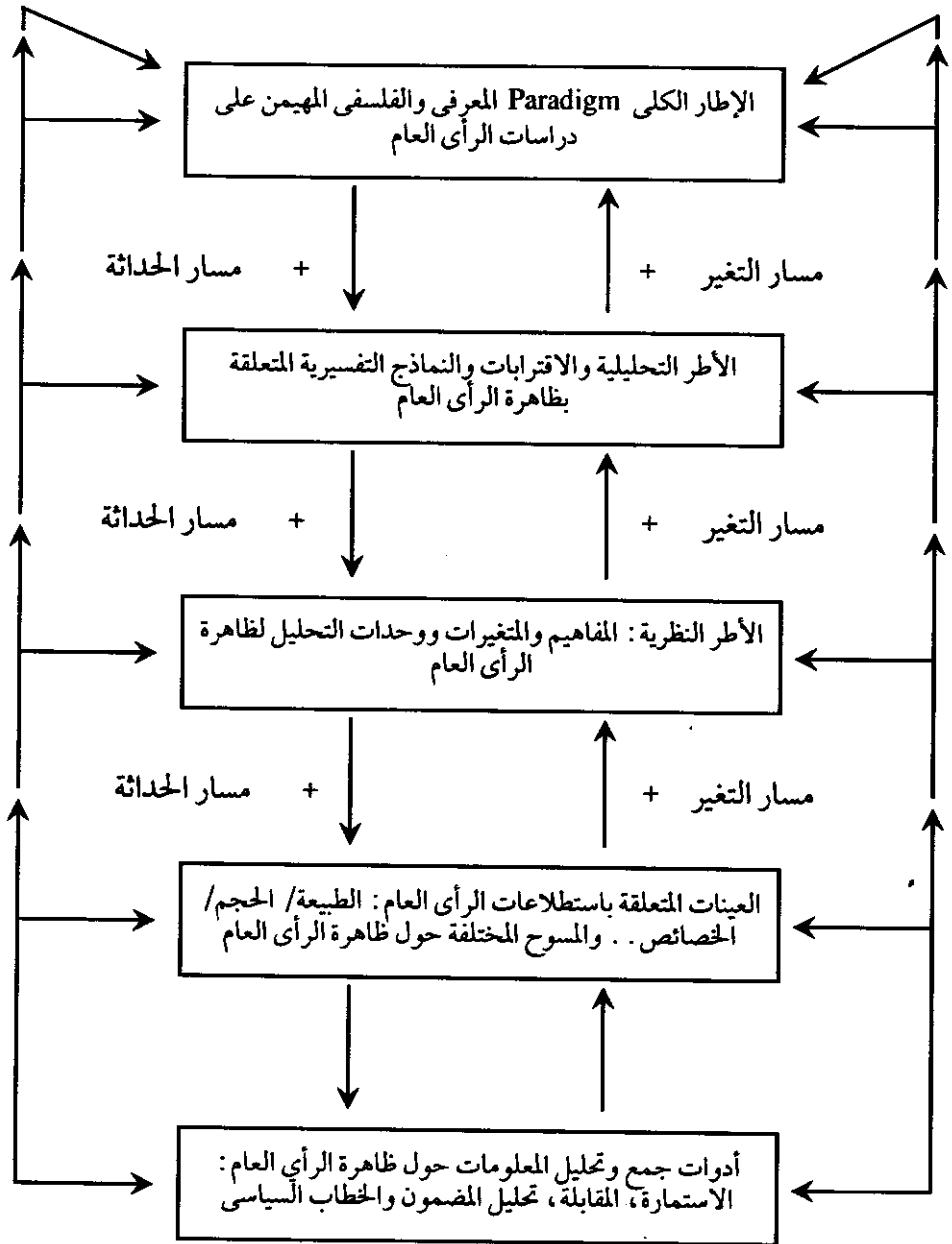 الإطار الكلى Paradigm المعرفى والفلسفى المهيمن على
دراسات الرأى العام
مسار التغير +
+ مسار الحداثة
الأطر التحليلية والاقترابات والنماذج التفسيرية المتعلقة
بظاهرة الرأى العام
مسار التغير +
+ مسار الحداثة
الأطر النظرية : المفاهيم والمتغيرات ووحدات التحليل لظاهرة
الرأى العام
مسار التغير +
+ مسار الحداثة
العينات المتعلقة باستطلاعات الرأى العام : الطبيعة/ الحجم/
الخصائص . . والمسوح المختلفة حول ظاهرة الرأى العام
أدوات جمع وتحليل المعلومات حول ظاهرة الرأى العام :
الاستمارة، المقابلة، تحليل المضمون والخطاب السياسى